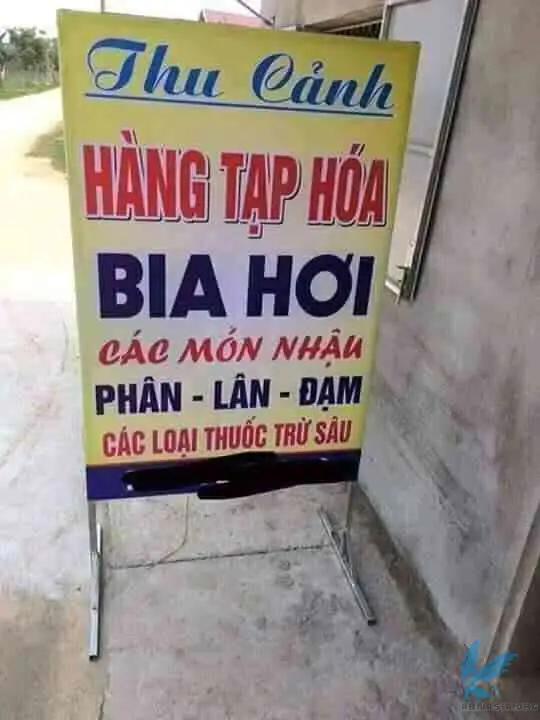 Thu Cảnh
HÀNG TẠP HÓA
BIA HƠI
CÁC MÓN NHẬU
PHÂN - LÂN - ĐẠM
CÁC LOẠI THUỐC TRỪ SÂU